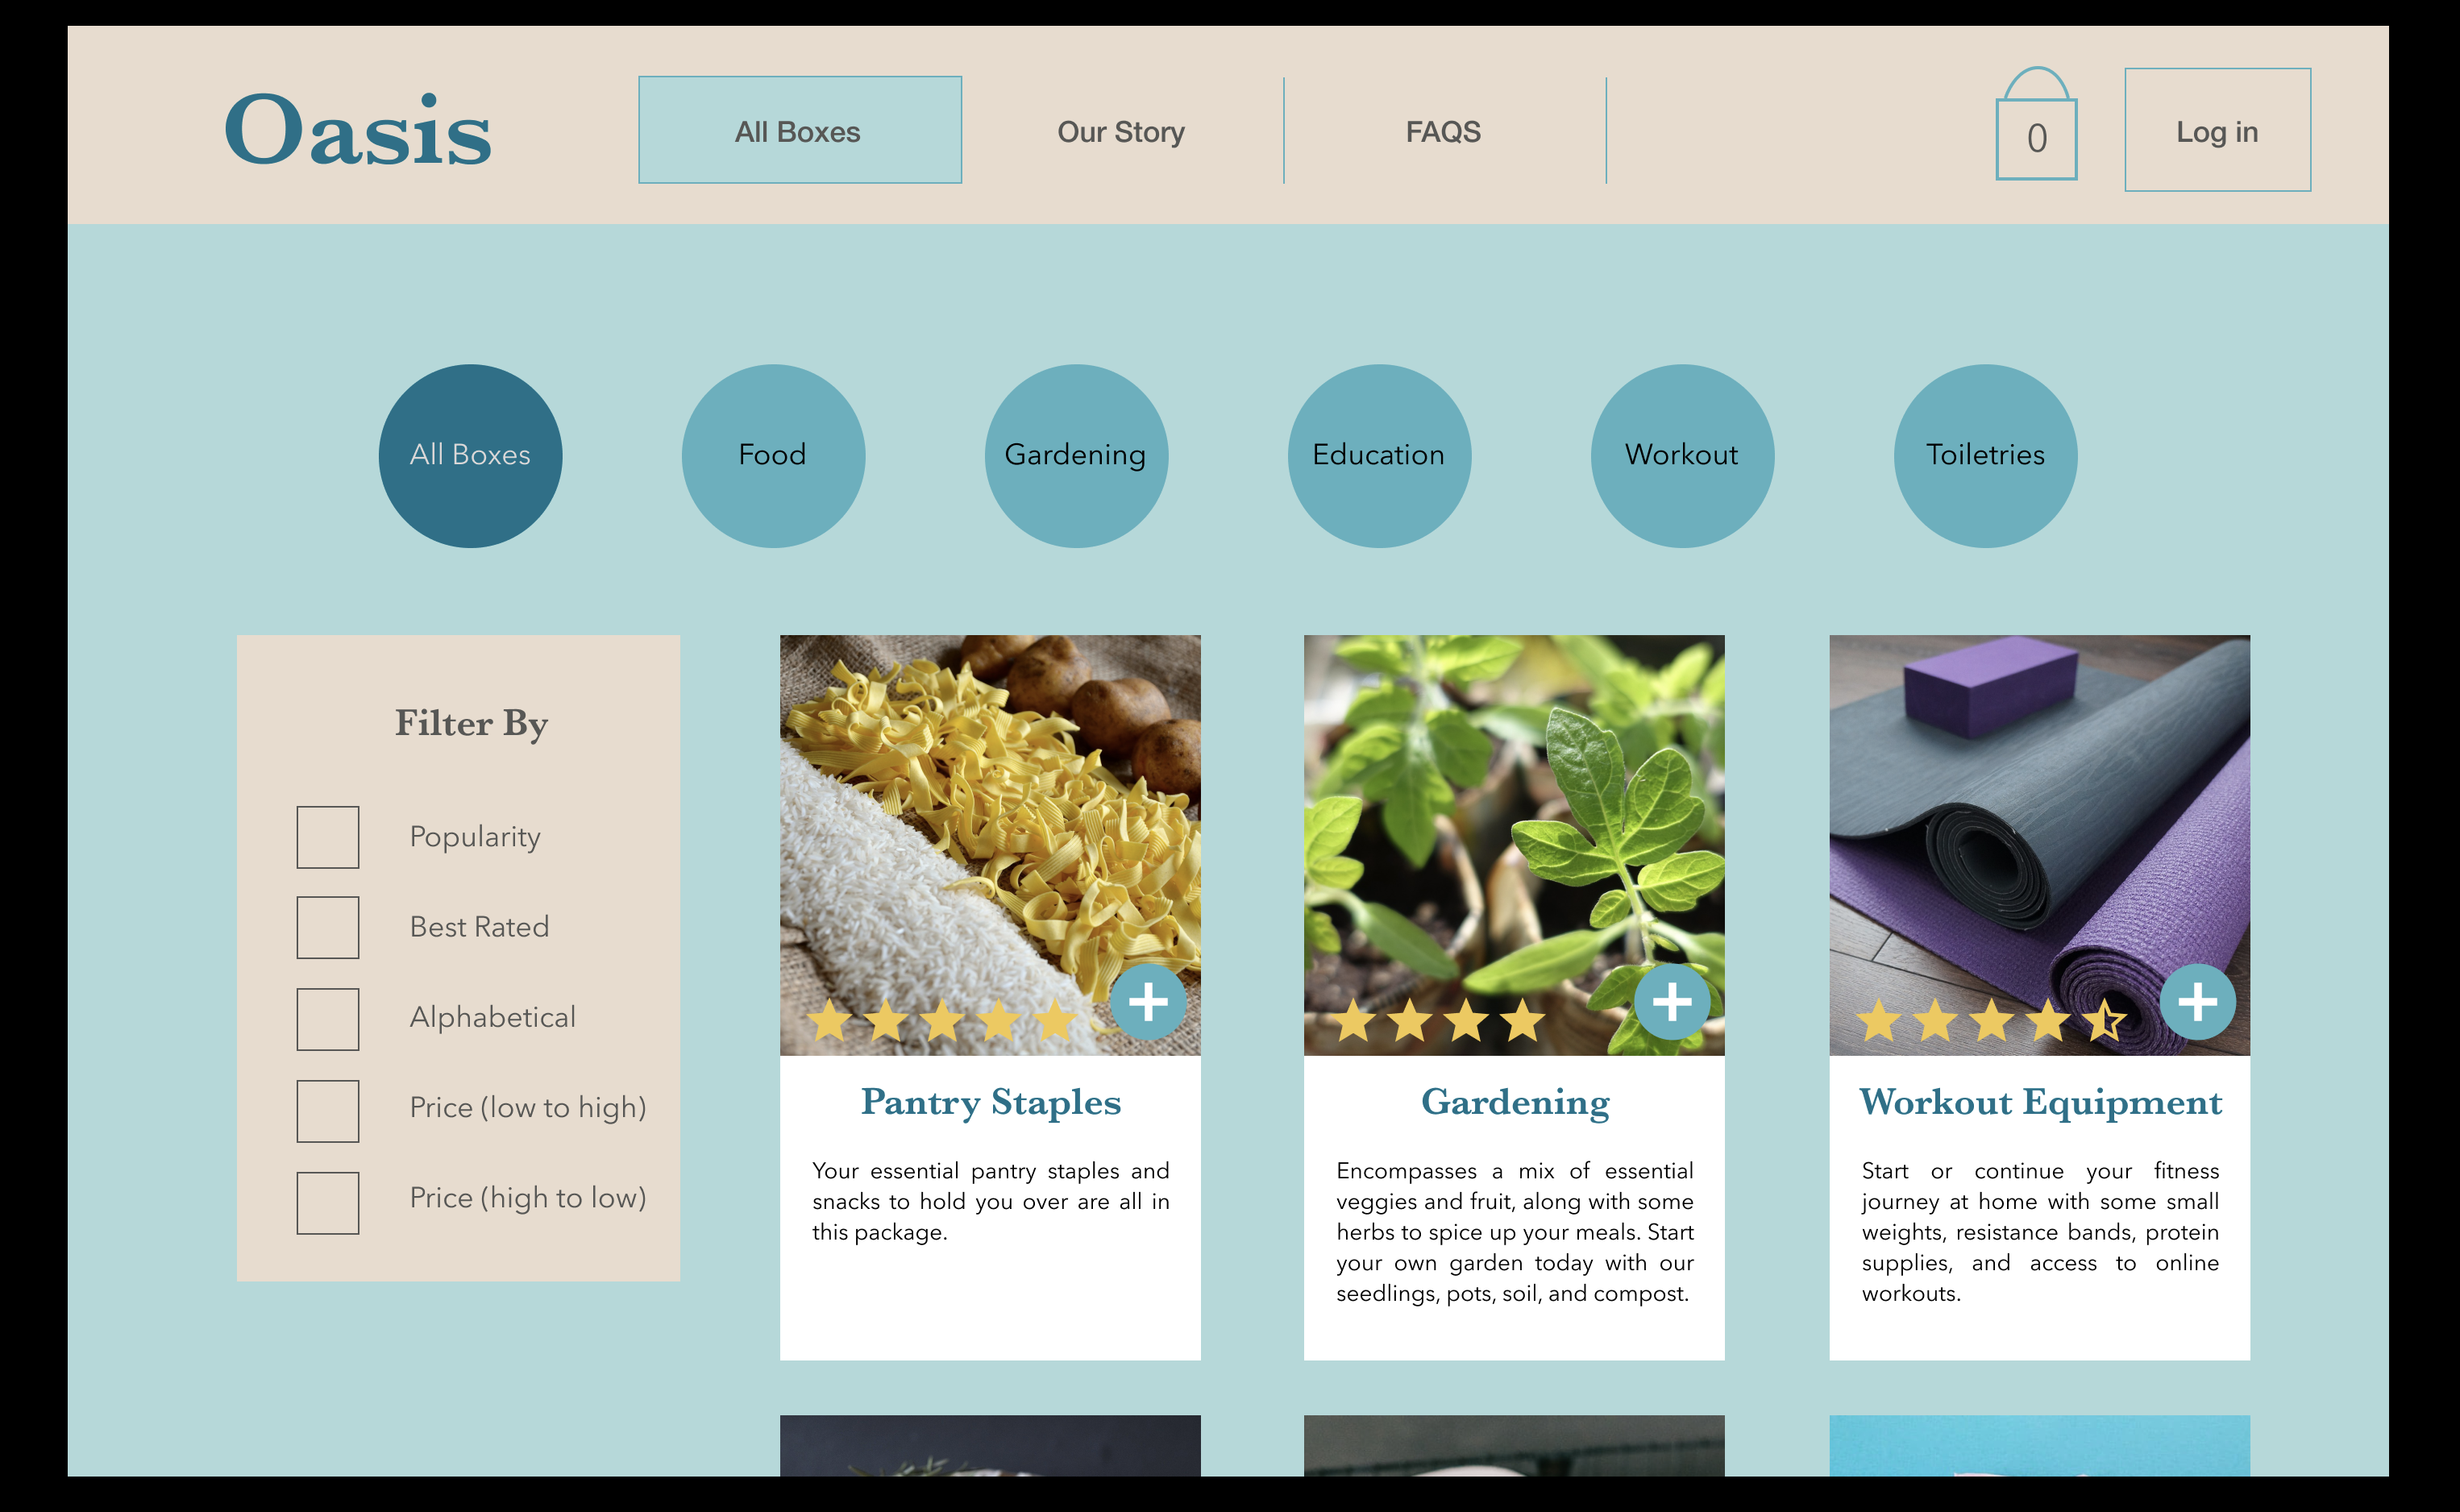 Oasis
All Boxes
Our Story
FAQS
0
Log in
All Boxes
Food
Gardening
Education
Workout
Toiletries
Filter By
Popularity
Best Rated
Alphabetical
Price (low to high)
Price (high to low)
Pantry Staples
Your essential pantry staples and
snacks to hold you over are all in
this package.
Gardening
Encompasses a mix of essential
veggies and fruit, along with some
herbs to spice up your meals. Start
your own garden today with our
seedlings, pots, soil, and compost.
Workout Equipment
Start or continue your fitness
journey at home with some small
weights, resistance bands, protein
supplies, and access to online
workouts.